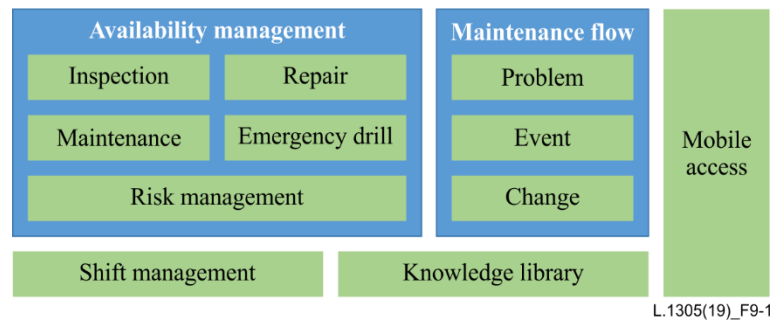 Availability management
Inspection
Repair
Maintenance
Emergency drill
Risk management
Maintenance flow
Problem
Event
Change
Mobile
access
Shift management
Knowledge library
L.1305(19)_F9-1